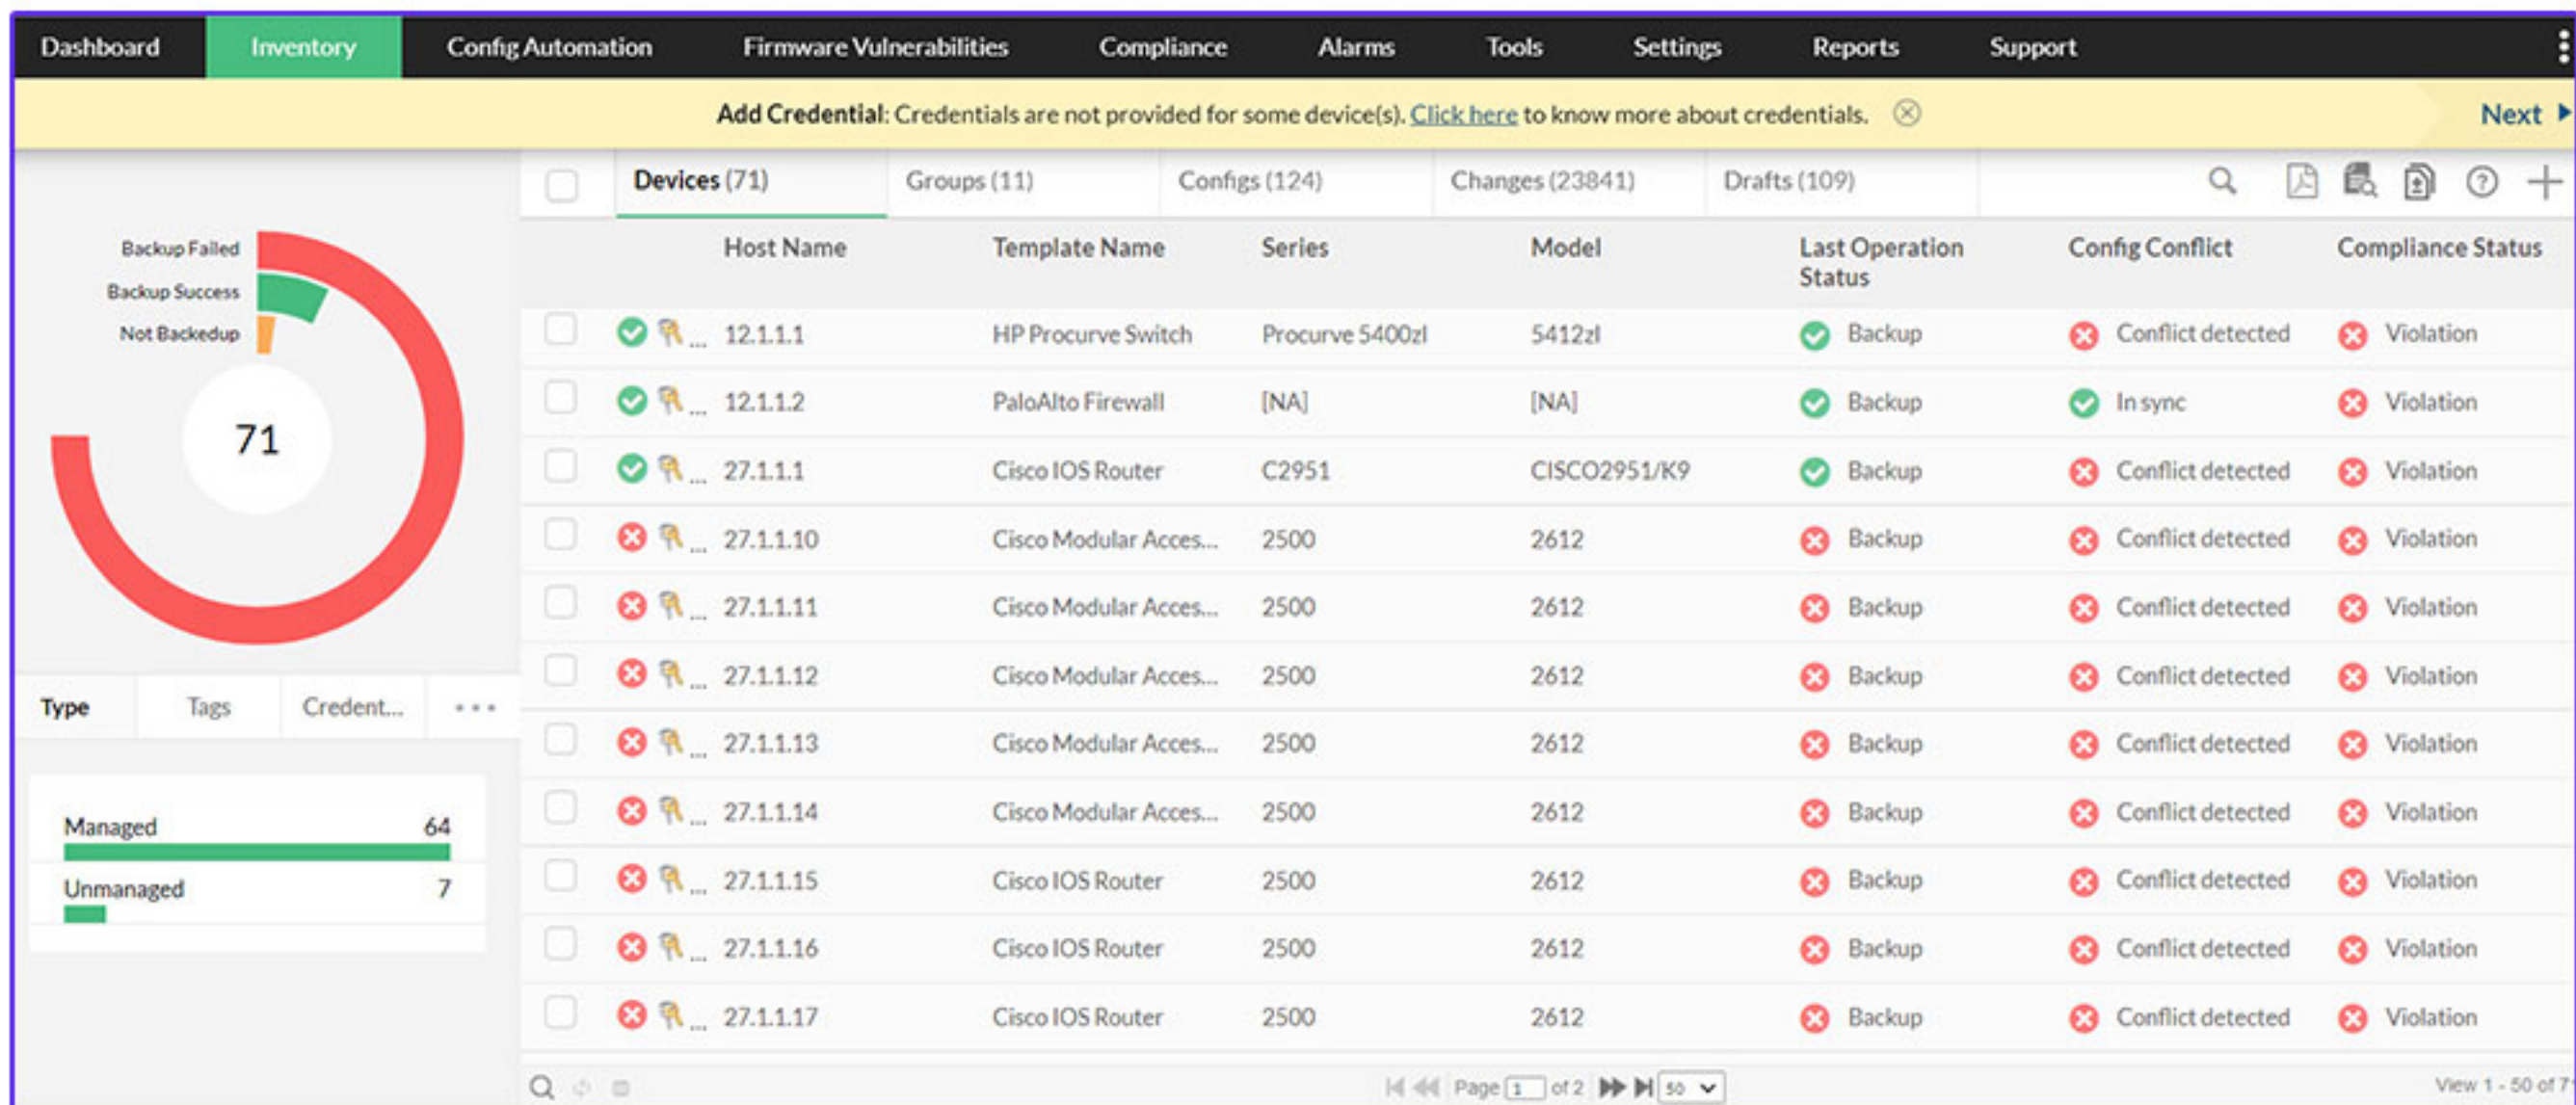 Dashboard Inventory Config Automation Firmware Vulnerabilities Compliance Alarms Tools Settings Reports Support
Add Credential: Credentials are not provided for some device(s). Click here to know more about credentials. Next
Devices (71) Groups (11) Configs (124) Changes (23841) Drafts (109)
Backup Failed
Backup Success
Not Backedup
71
Type Tags Credent...
Managed 64
Unmanaged 7
Host Name Template Name Series Model Last Operation Status Config Conflict Compliance Status
... 12.1.1.1 HP Procurve Switch Procurve 5400zl 5412zl Backup Conflict detected Violation
... 12.1.1.2 PaloAlto Firewall [NA] [NA] Backup In sync Violation
... 27.1.1.1 Cisco IOS Router C2951 CISCO2951/K9 Backup Conflict detected Violation
... 27.1.1.10 Cisco Modular Acces... 2500 2612 Backup Conflict detected Violation
... 27.1.1.11 Cisco Modular Acces... 2500 2612 Backup Conflict detected Violation
... 27.1.1.12 Cisco Modular Acces... 2500 2612 Backup Conflict detected Violation
... 27.1.1.13 Cisco Modular Acces... 2500 2612 Backup Conflict detected Violation
... 27.1.1.14 Cisco Modular Acces... 2500 2612 Backup Conflict detected Violation
... 27.1.1.15 Cisco IOS Router 2500 2612 Backup Conflict detected Violation
... 27.1.1.16 Cisco IOS Router 2500 2612 Backup Conflict detected Violation
... 27.1.1.17 Cisco IOS Router 2500 2612 Backup Conflict detected Violation
Page 1 of 2 50 View 1 - 50 of 71